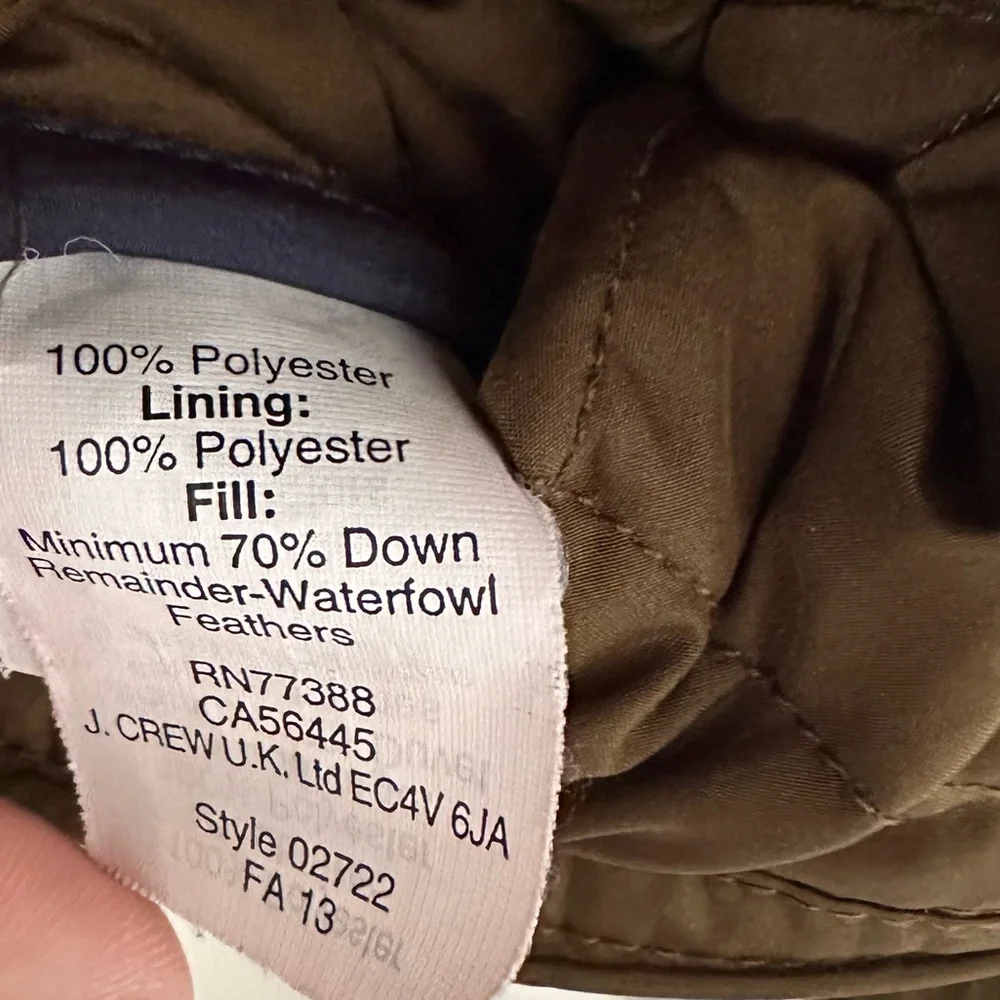 100% Polyester
Lining:
100% Polyester
Fill:
Minimum 70% Down
Remainder-Waterfowl
Feathers
RN77388
CA56445
J. CREW U.K. Ltd EC4V 6JA
Style 02722
FA 13